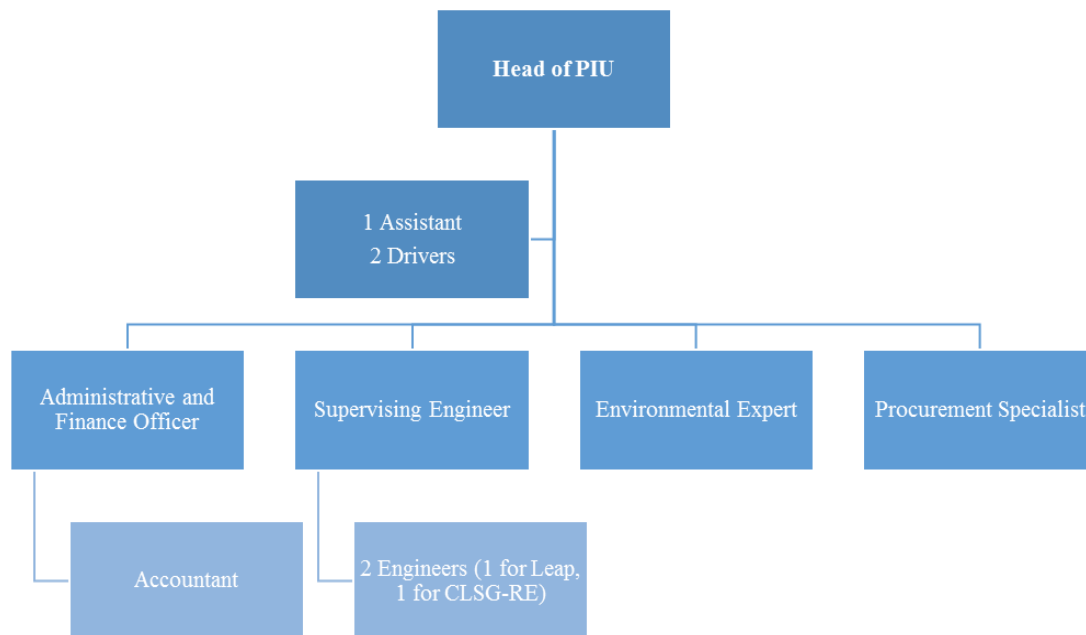 Head of PIU
1 Assistant
2 Drivers
Administrative and
Finance Officer
Supervising Engineer
Environmental Expert
Procurement Specialist
Accountant
2 Engineers (1 for Leap,
1 for CLSG-RE)